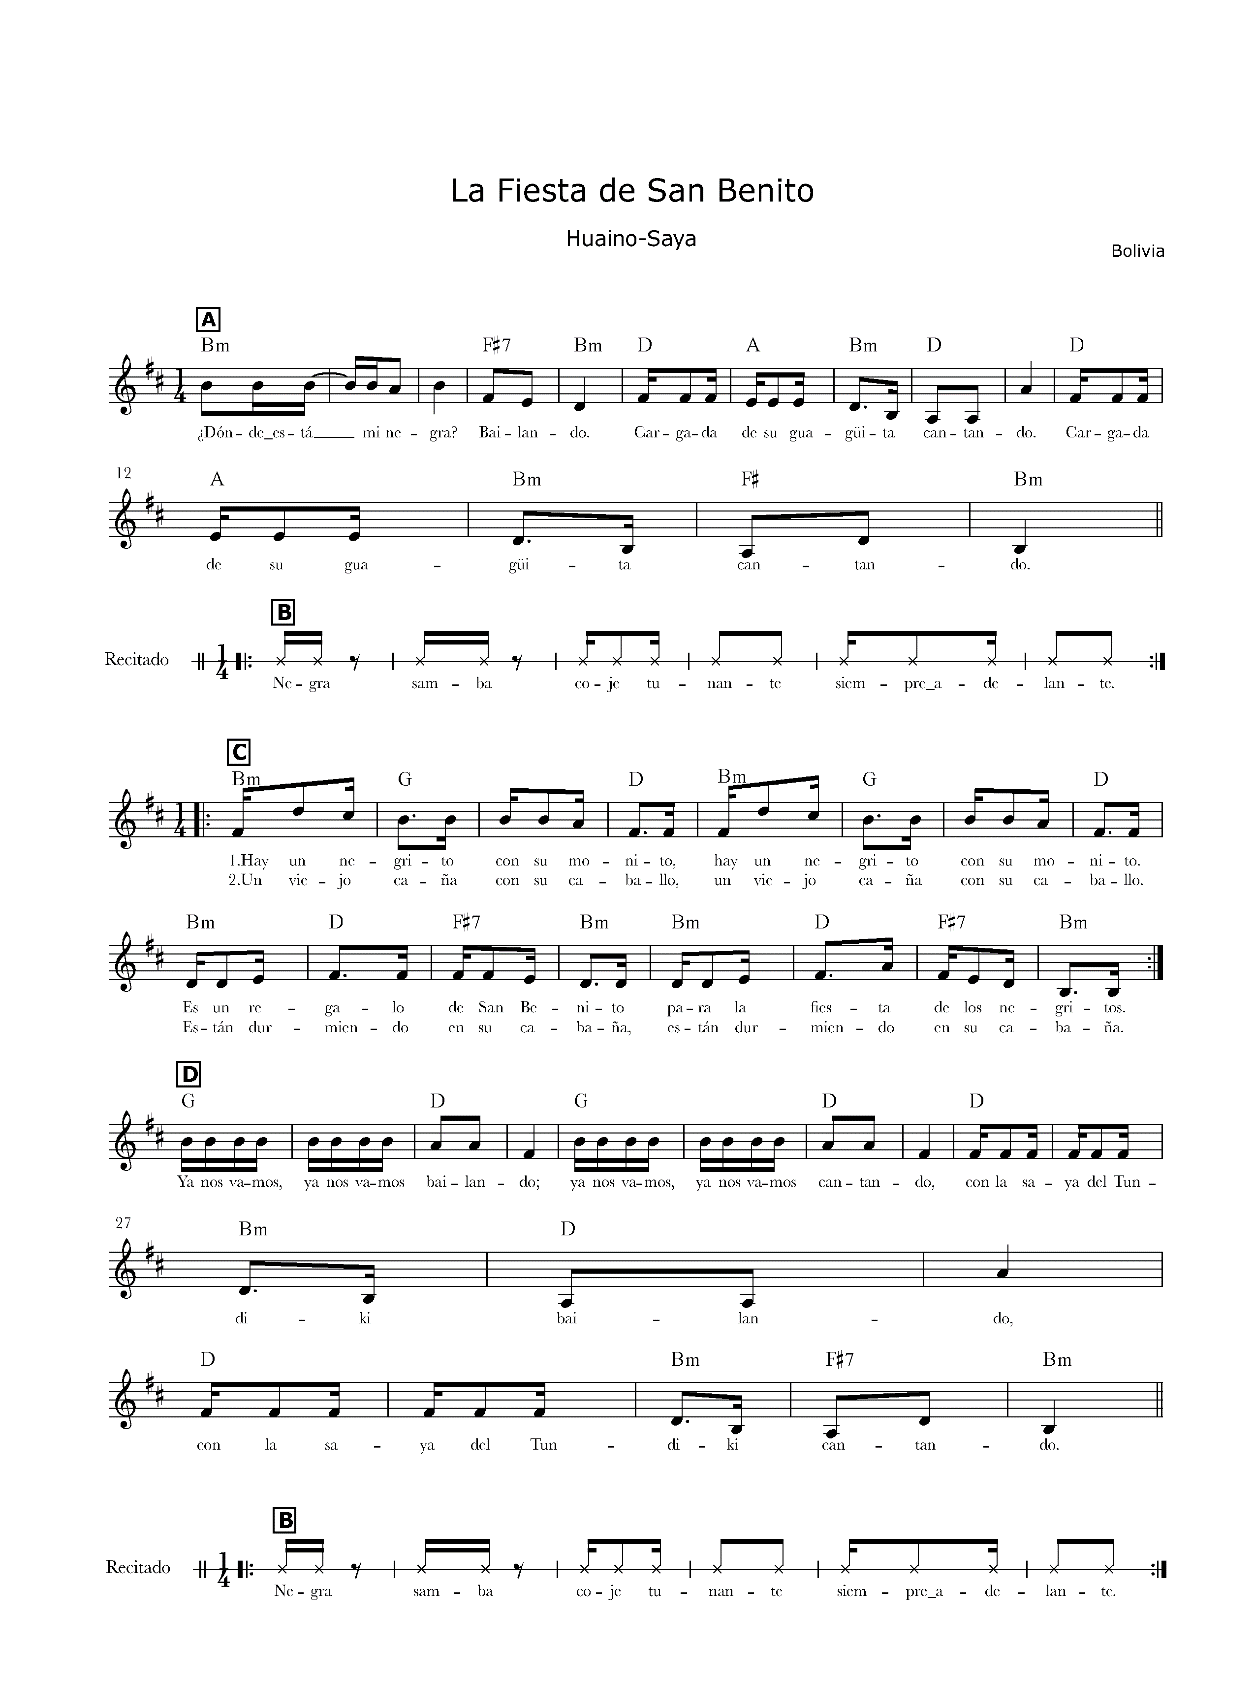 La Fiesta de San Benito
Huaino-Saya
Bolivia
A
Bm F♯7 Bm D A Bm D D
1 4
¿Dón-de_es-tá____ mi ne-gra? Bai-lan-do. Car-ga-da de su gua-güi-ta can-tan-do. Car-ga-da
12
A Bm F♯ Bm
de su gua-güi-ta can-tan-do.
B
Recitado 1 4
Ne-gra sam-ba co-je tu-nan-te siem-pre_a-de-lan-te.
C
Bm G D Bm G D
1 4
1.Hay un ne-gri-to con su mo-ni-to, hay un ne-gri-to con su mo-ni-to.
2.Un vie-jo ca-ña con su ca-ba-llo, un vie-jo ca-ña con su ca-ba-llo.
Bm D F♯7 Bm Bm D F♯7 Bm
Es un re-ga-lo de San Be-ni-to pa-ra la fies-ta de los ne-gri-tos.
Es-tán dur-mien-do en su ca-ba-ña, es-tán dur-mien-do en su ca-ba-ña.
D
G D G D D
Ya nos va-mos, ya nos va-mos bai-lan-do; ya nos va-mos, ya nos va-mos can-tan-do, con la sa-ya del Tun-
27
Bm D
di-ki bai-lan-do,
D Bm F♯7 Bm
con la sa-ya del Tun-di-ki can-tan-do.
B
Recitado 1 4
Ne-gra sam-ba co-je tu-nan-te siem-pre_a-de-lan-te.